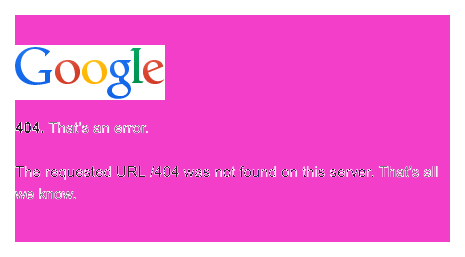 Google
404. That's an error.
The requested URL /404 was not found on this server. That's all
we know.